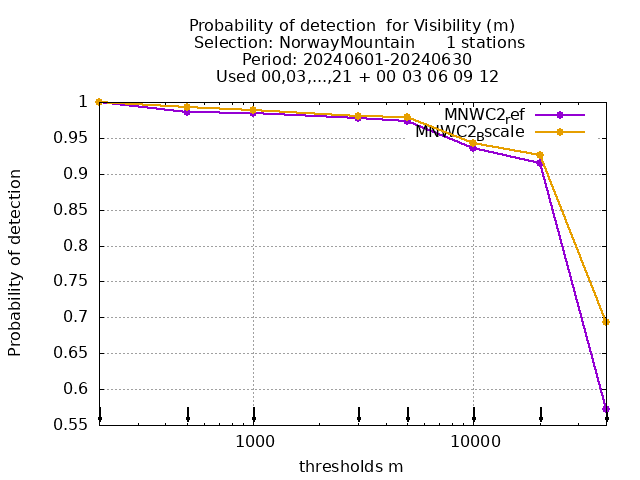 Probability of detection  for Visibility (m)
Selection: NorwayMountain      1 stations
Period: 20240601-20240630
Used 00,03,...,21 + 00 03 06 09 12
MNWC2ref
MNWC2Bscale
1
0.95
0.9
0.85
0.8
0.75
0.7
0.65
0.6
0.55
Probability of detection
1000
10000
thresholds m